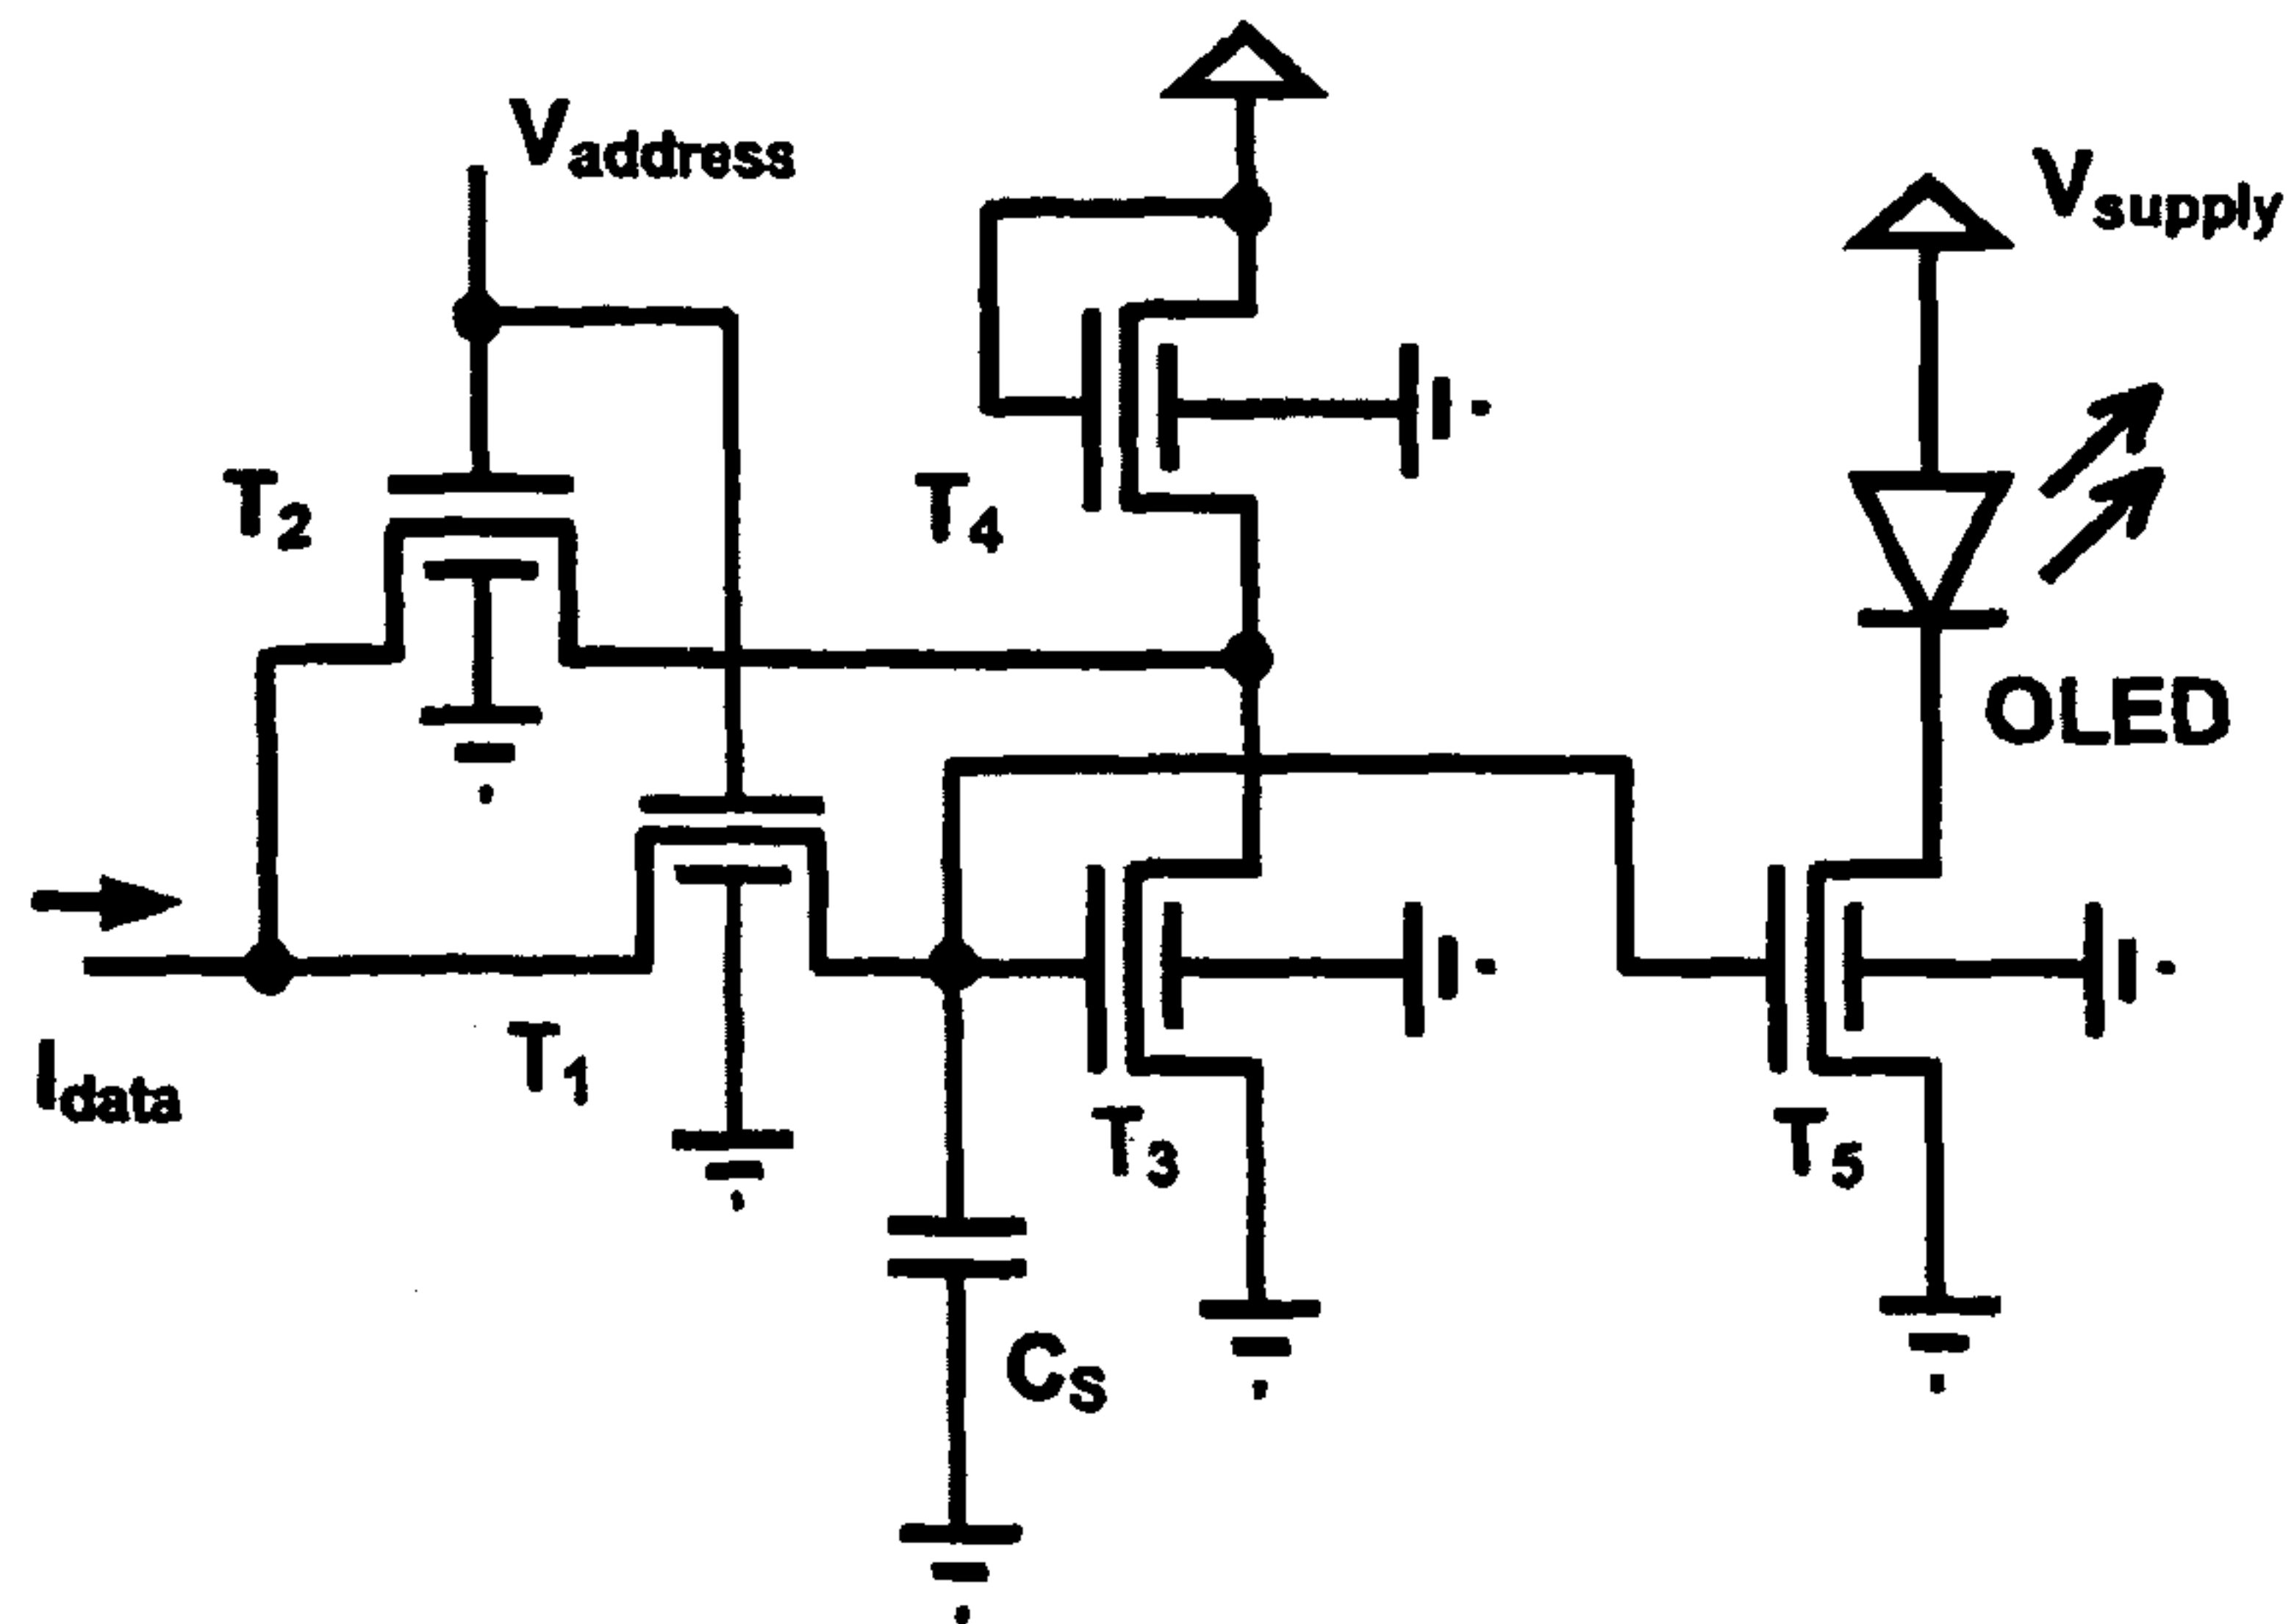 Vaddress
Vsupply
T2
T4
OLED
Idata
T1
T3
T5
CS